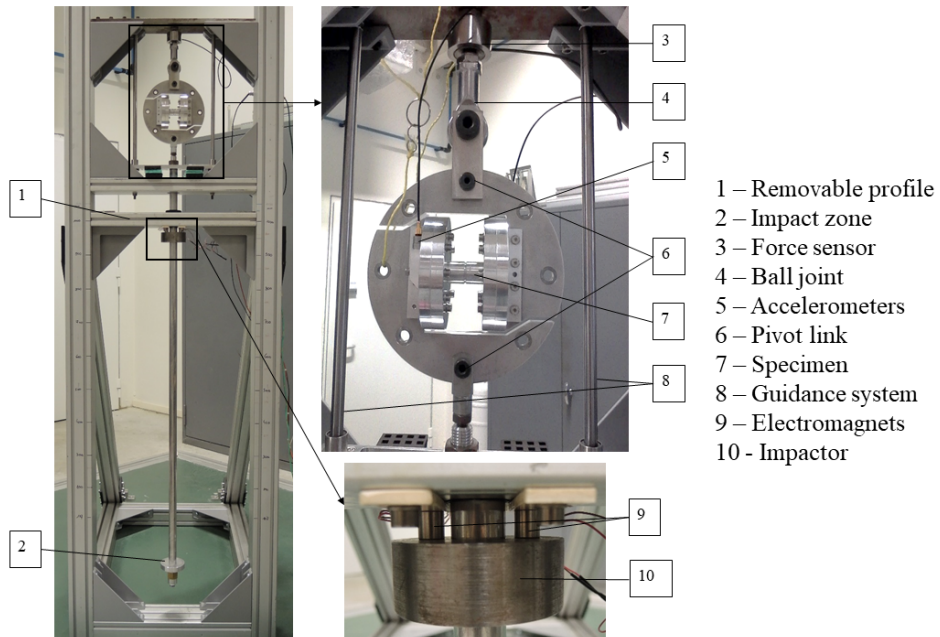 1
2
3
4
5
6
7
8
9
10
1 – Removable profile
2 – Impact zone
3 – Force sensor
4 – Ball joint
5 – Accelerometers
6 – Pivot link
7 – Specimen
8 – Guidance system
9 – Electromagnets
10 - Impactor